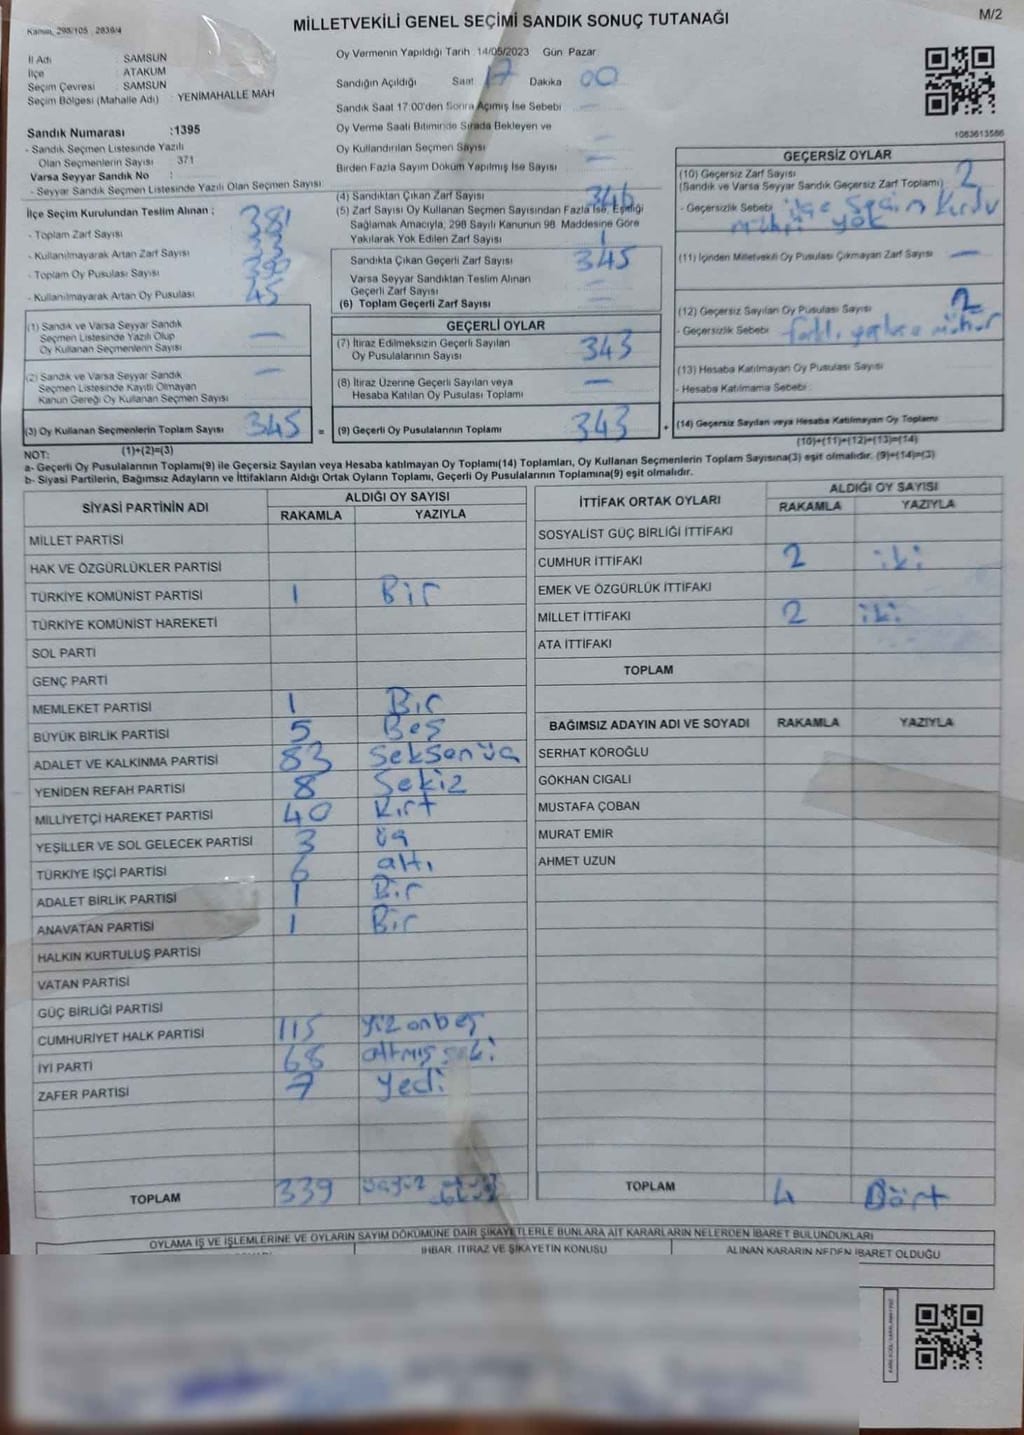 Kanun, 298/105 2839/4
MİLLETVEKİLİ GENEL SEÇİMİ SANDIK SONUÇ TUTANAĞI
M/2
İl Adı : SAMSUN
İlçe : ATAKUM
Seçim Çevresi : SAMSUN
Seçim Bölgesi (Mahalle Adı) : YENİMAHALLE MAH
Sandık Numarası :1395
- Sandık Seçmen Listesinde Yazılı
Olan Seçmenlerin Sayısı 371
Varsa Seyyar Sandık No :
- Seyyar Sandık Seçmen Listesinde Yazılı Olan Seçmen Sayısı:
Oy Vermenin Yapıldığı Tarih : 14/05/2023 Gün Pazar
Sandığın Açıldığı Saat 17 Dakika 00
Sandık Saat 17:00'den Sonra Açımış İse Sebebi —
Oy Verme Saati Bitiminde Sırada Bekleyen ve
Oy Kullandırılan Seçmen Sayısı —
Birden Fazla Sayım Döküm Yapılmış İse Sayısı —
1083613586
İlçe Seçim Kurulundan Teslim Alınan :
- Toplam Zarf Sayısı 381
- Kullanılmayarak Artan Zarf Sayısı
- Toplam Oy Pusulası Sayısı 390
- Kullanılmayarak Artan Oy Pusulası 45
(1) Sandık ve Varsa Seyyar Sandık
Seçmen Listesinde Yazılı Olup
Oy Kullanan Seçmenlerin Sayısı —
(2) Sandık ve Varsa Seyyar Sandık
Seçmen Listesinde Kayıtlı Olmayan
Kanun Gereği Oy Kullanan Seçmen Sayısı —
(3) Oy Kullanan Seçmenlerin Toplam Sayısı 345 =
(1)+(2)=(3)
(4) Sandıktan Çıkan Zarf Sayısı 346
(5) Zarf Sayısı Oy Kullanan Seçmen Sayısından Fazla İse, Eşitliği
Sağlamak Amacıyla, 298 Sayılı Kanunun 98. Maddesine Göre
Yakılarak Yok Edilen Zarf Sayısı 1
Sandıkta Çıkan Geçerli Zarf Sayısı 345
Varsa Seyyar Sandıktan Teslim Alınan
Geçerli Zarf Sayısı —
(6) Toplam Geçerli Zarf Sayısı —
GEÇERLİ OYLAR
(7) İtiraz Edilmeksizin Geçerli Sayılan
Oy Pusulalarının Sayısı 343
(8) İtiraz Üzerine Geçerli Sayılan veya
Hesaba Katılan Oy Pusulası Toplamı —
(9) Geçerli Oy Pusulalarının Toplamı 343 +
GEÇERSİZ OYLAR
(10) Geçersiz Zarf Sayısı
(Sandık ve Varsa Seyyar Sandık Geçersiz Zarf Toplamı) 2
- Geçersizlik Sebebi ilçe Seçim Kurulu
mührü yok
(11) İçinden Milletvekili Oy Pusulası Çıkmayan Zarf Sayısı —
(12) Geçersiz Sayılan Oy Pusulası Sayısı 2
- Geçersizlik Sebebi farklı mühür
(13) Hesaba Katılmayan Oy Pusulası Sayısı
- Hesaba Katılmama Sebebi :
(14) Geçersiz Sayılan veya Hesaba Katılmayan Oy Toplamı
(10)+(11)+(12)+(13)=(14)
NOT:
a- Geçerli Oy Pusulalarının Toplamı(9) ile Geçersiz Sayılan veya Hesaba katılmayan Oy Toplamı(14) Toplamları, Oy Kullanan Seçmenlerin Toplam Sayısına(3) eşit olmalıdır. (9)+(14)=(3)
b- Siyasi Partilerin, Bağımsız Adayların ve İttifakların Aldığı Ortak Oyların Toplamı, Geçerli Oy Pusulalarının Toplamına(9) eşit olmalıdır.
SİYASİ PARTİNİN ADI ALDIĞI OY SAYISI
RAKAMLA YAZIYLA
MİLLET PARTİSİ
HAK VE ÖZGÜRLÜKLER PARTİSİ
TÜRKİYE KOMÜNİST PARTİSİ 1 Bir
TÜRKİYE KOMÜNİST HAREKETİ
SOL PARTİ
GENÇ PARTİ
MEMLEKET PARTİSİ 1 Bir
BÜYÜK BİRLİK PARTİSİ 5 Beş
ADALET VE KALKINMA PARTİSİ 83 Seksen üç
YENİDEN REFAH PARTİSİ 8 Sekiz
MİLLİYETÇİ HAREKET PARTİSİ 40 Kırk
YEŞİLLER VE SOL GELECEK PARTİSİ 3 üç
TÜRKİYE İŞÇİ PARTİSİ 6 altı
ADALET BİRLİK PARTİSİ 1 Bir
ANAVATAN PARTİSİ 1 Bir
HALKIN KURTULUŞ PARTİSİ
VATAN PARTİSİ
GÜÇ BİRLİĞİ PARTİSİ
CUMHURİYET HALK PARTİSİ 115 yüz onbeş
İYİ PARTİ 68 altmış sekiz
ZAFER PARTİSİ 7 yedi
TOPLAM 339
İTTİFAK ORTAK OYLARI ALDIĞI OY SAYISI
RAKAMLA YAZIYLA
SOSYALİST GÜÇ BİRLİĞİ İTTİFAKI
CUMHUR İTTİFAKI 2 iki
EMEK VE ÖZGÜRLÜK İTTİFAKI
MİLLET İTTİFAKI 2 iki
ATA İTTİFAKI
TOPLAM
BAĞIMSIZ ADAYIN ADI VE SOYADI RAKAMLA YAZIYLA
SERHAT KÖROĞLU
GÖKHAN CIGALI
MUSTAFA ÇOBAN
MURAT EMİR
AHMET UZUN
TOPLAM 4 Dört
OYLAMA İŞ VE İŞLEMLERİNE VE OYLARIN SAYIM DÖKÜMÜNE DAİR ŞİKAYETLERLE BUNLARA AİT KARARLARIN NELERDEN İBARET BULUNDUKLARI
İHBAR, İTİRAZ VE ŞİKAYETİN KONUSU
ALINAN KARARIN NEDEN İBARET OLDUĞU